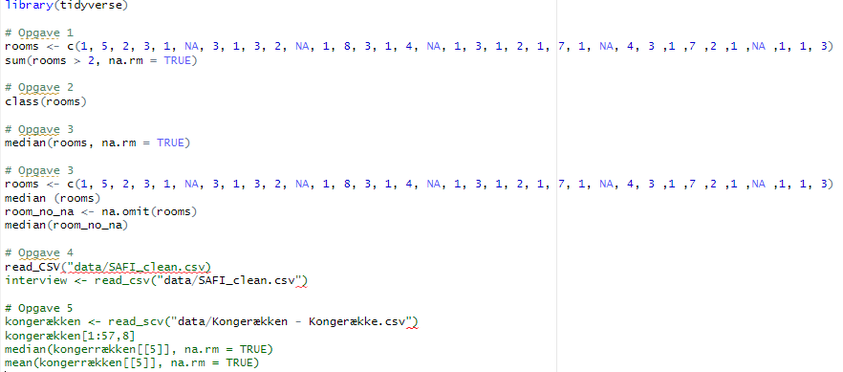 library(tidyverse)
# Opgave 1
rooms <- c(1, 5, 2, 3, 1, NA, 3, 1, 3, 2, NA, 1, 8, 3, 1, 4, NA, 1, 3, 1, 2, 1, 7, 1, NA, 4, 3 ,1 ,7 ,2 ,1 ,NA ,1, 1, 3)
sum(rooms > 2, na.rm = TRUE)
# Opgave 2
class(rooms)
# Opgave 3
median(rooms, na.rm = TRUE)
# Opgave 3
rooms <- c(1, 5, 2, 3, 1, NA, 3, 1, 3, 2, NA, 1, 8, 3, 1, 4, NA, 1, 3, 1, 2, 1, 7, 1, NA, 4, 3 ,1 ,7 ,2 ,1 ,NA ,1, 1, 3)
median (rooms)
room_no_na <- na.omit(rooms)
median(room_no_na)
# Opgave 4
read_CSV("data/SAFI_clean.csv)
interview <- read_csv("data/SAFI_clean.csv")
# Opgave 5
kongerækken <- read_scv("data/Kongerækken - Kongerække.csv")
kongerækken[1:57,8]
median(kongerrækken[[5]], na.rm = TRUE)
mean(kongerrækken[[5]], na.rm = TRUE)